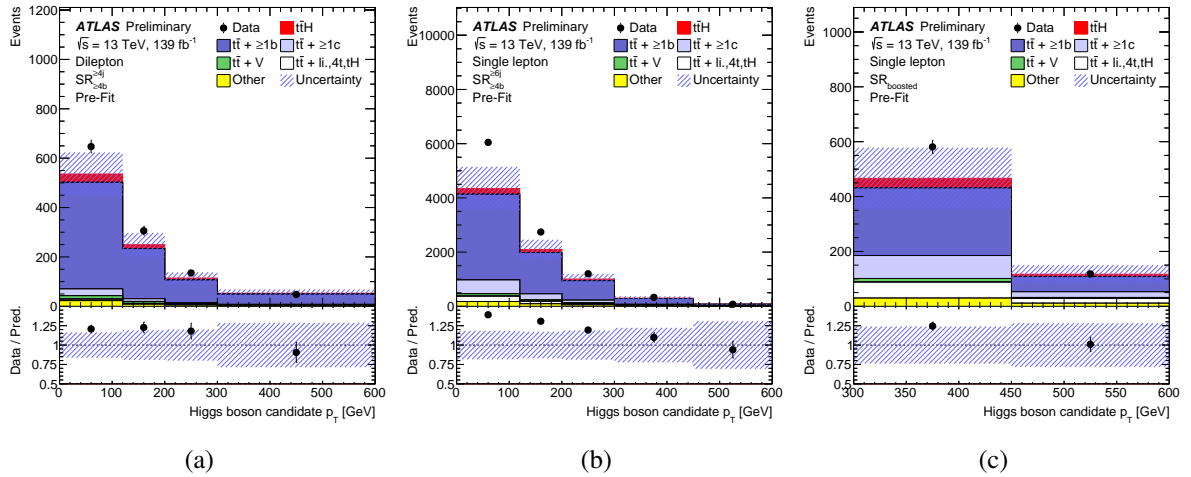 Events
ATLAS Preliminary
√s = 13 TeV, 139 fb⁻¹
Dilepton
SR≥4j≥4b
Pre-Fit
Data
tt̄H
tt̄ + ≥1b
tt̄ + ≥1c
tt̄ + V
tt̄ + li.,4t,tH
Other
Uncertainty
1200
1000
800
600
400
200
0
Data / Pred.
1.25
1
0.75
0.5
0 100 200 300 400 500 600
Higgs boson candidate pT [GeV]
(a)
Events
ATLAS Preliminary
√s = 13 TeV, 139 fb⁻¹
Single lepton
SR≥6j≥4b
Pre-Fit
Data
tt̄H
tt̄ + ≥1b
tt̄ + ≥1c
tt̄ + V
tt̄ + li.,4t,tH
Other
Uncertainty
10000
8000
6000
4000
2000
0
Data / Pred.
1.25
1
0.75
0.5
0 100 200 300 400 500 600
Higgs boson candidate pT [GeV]
(b)
Events
ATLAS Preliminary
√s = 13 TeV, 139 fb⁻¹
Single lepton
SRboosted
Pre-Fit
Data
tt̄H
tt̄ + ≥1b
tt̄ + ≥1c
tt̄ + V
tt̄ + li.,4t,tH
Other
Uncertainty
1000
800
600
400
200
0
Data / Pred.
1.25
1
0.75
0.5
300 350 400 450 500 550 600
Higgs boson candidate pT [GeV]
(c)